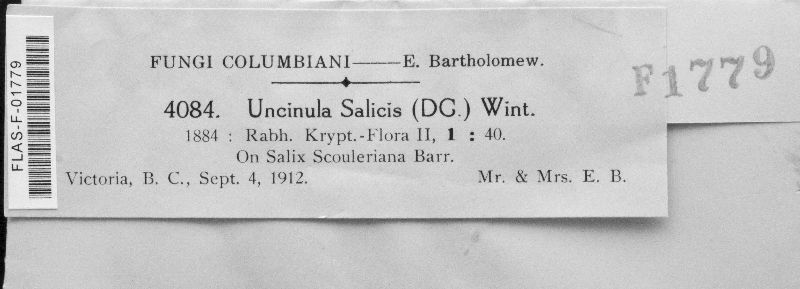 FUNGI COLUMBIANI——E. Bartholomew.
4084. Uncinula Salicis (DC.) Wint.
1884 : Rabh. Krypt.-Flora II, 1 : 40.
On Salix Scouleriana Barr.
Victoria, B. C., Sept. 4, 1912. Mr. & Mrs. E. B.
FLAS-F-01779
F1779